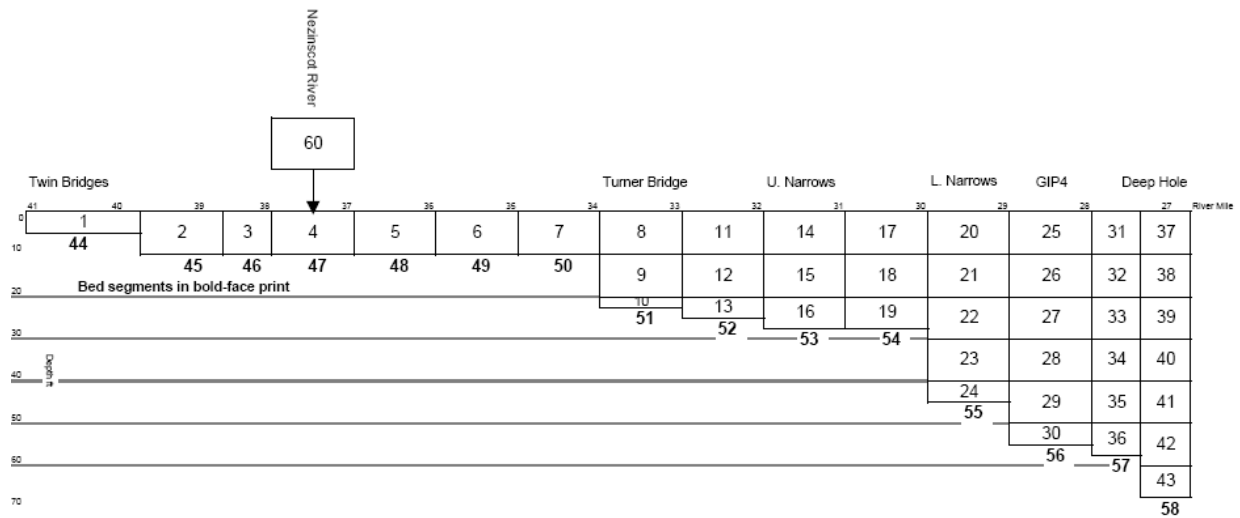 Nezinscot River
60
Twin Bridges Turner Bridge U. Narrows L. Narrows GIP4 Deep Hole
41 40 39 38 37 36 35 34 33 32 31 30 29 28 27 River Mile
0 1 2 3 4 5 6 7 8 11 14 17 20 25 31 37
44
10 45 46 47 48 49 50 9 12 15 18 21 26 32 38
Bed segments in bold-face print
20 10 13 16 19 22 27 33 39
51 52 53 54
30
Depth ft 23 28 34 40
40 24 29 35 41
55
50 30 36 42
56 57
60 43
70 58